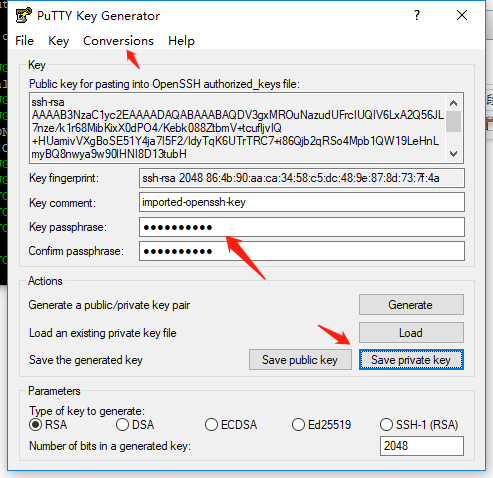 PuTTY Key Generator
File Key Conversions Help
Key
Public key for pasting into OpenSSH authorized_keys file:
ssh-rsa
AAAAB3NzaC1yc2EAAAADAQABAAABAQDV3gxMROuNazudUFrcIUQIV6LxA2Q56JL
7nze/k1r68MibKixX0dPO4/Kebk088ZtbmV+tcufljvIQ
+HUamivVXgBoSE51Y4ja7I5F2/IdyTqK6UTrTRC7+i86Qjb2qRSo4Mpb1QW19LeHnL
myBQ8nwya9w90IHNI8D13tubH
Key fingerprint: ssh-rsa 2048 86:4b:90:aa:ca:34:58:c5:dc:48:9e:87:8d:73:7f:4a
Key comment: imported-openssh-key
Key passphrase: ●●●●●●●●●●
Confirm passphrase: ●●●●●●●●●●
Actions
Generate a public/private key pair Generate
Load an existing private key file Load
Save the generated key Save public key Save private key
Parameters
Type of key to generate:
RSA DSA ECDSA Ed25519 SSH-1 (RSA)
Number of bits in a generated key: 2048